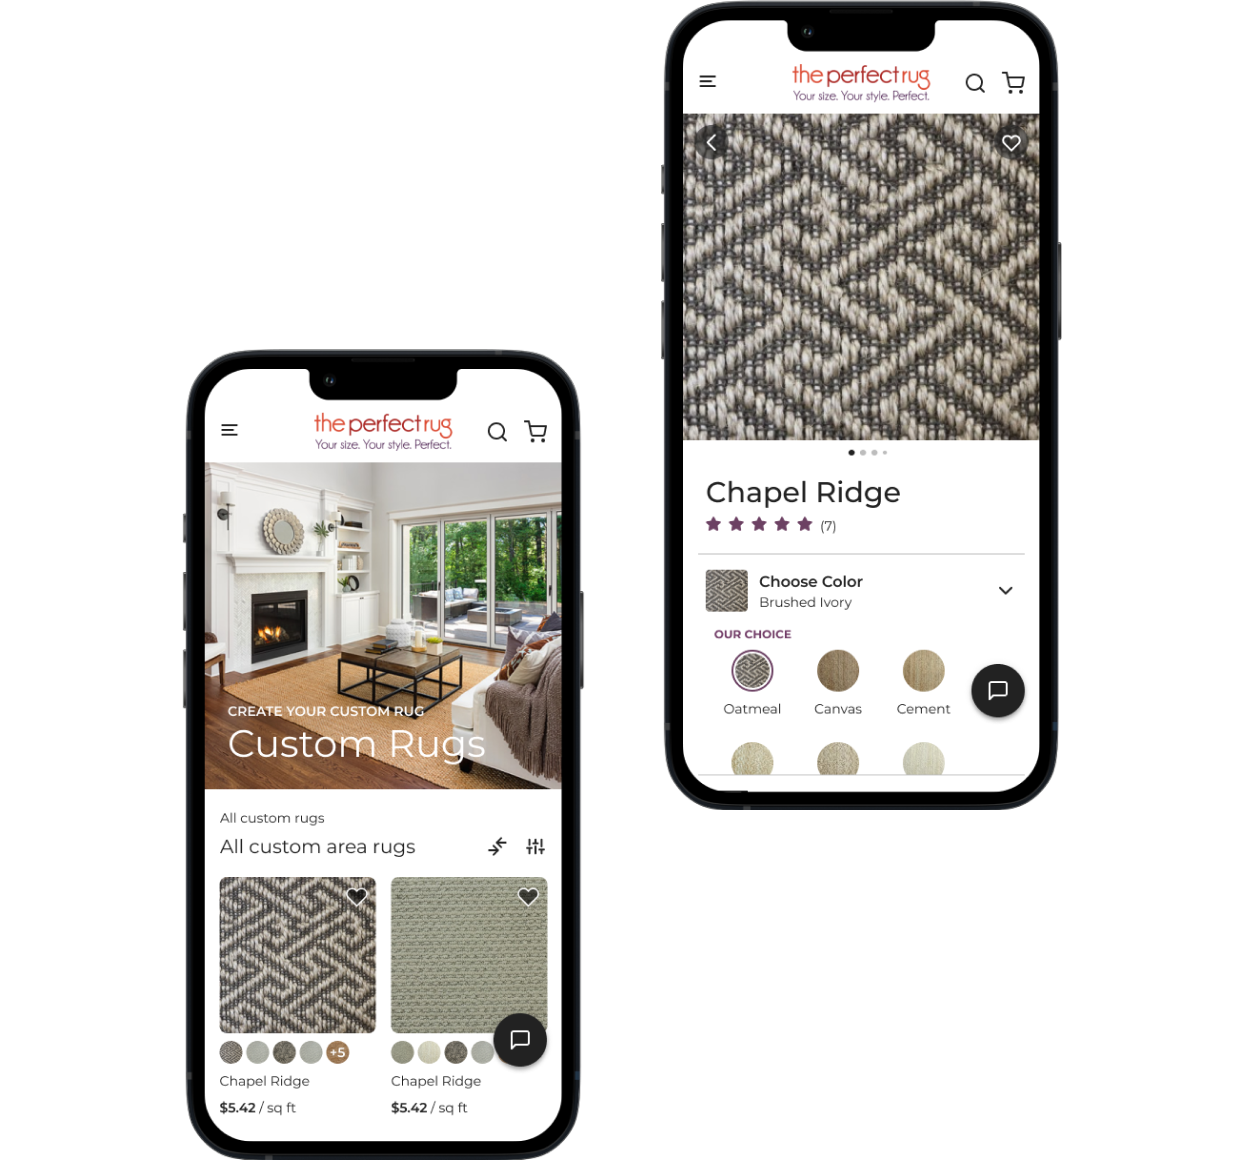 the perfect rug
Your size. Your style. Perfect.
CREATE YOUR CUSTOM RUG
Custom Rugs
All custom rugs
All custom area rugs
+5
Chapel Ridge
$5.42 / sq ft
Chapel Ridge
$5.42 / sq ft
the perfect rug
Your size. Your style. Perfect.
Chapel Ridge
(7)
Choose Color
Brushed Ivory
OUR CHOICE
Oatmeal
Canvas
Cement